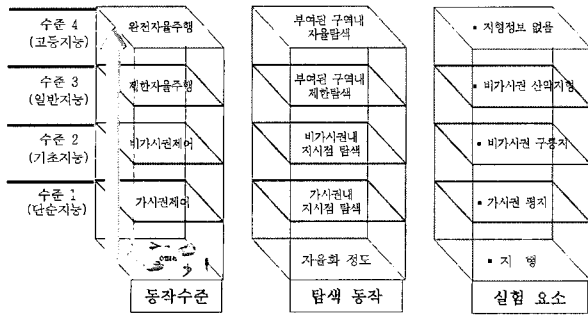 수준 4
(고등지능)
완전자율주행
부여된 구역내
자율탐색
▪ 지형정보 없음
수준 3
(일반지능)
제한자율주행
부여된 구역내
제한탐색
▪ 비가시권 산악지형
수준 2
(기초지능)
비가시권제어
비가시권내
지시점 탐색
▪ 비가시권 구릉지
수준 1
(단순지능)
가시권제어
가시권내
지시점 탐색
▪ 가시권 평지
자율화 정도
▪ 지 형
동작수준
탐색 동작
실험 요소